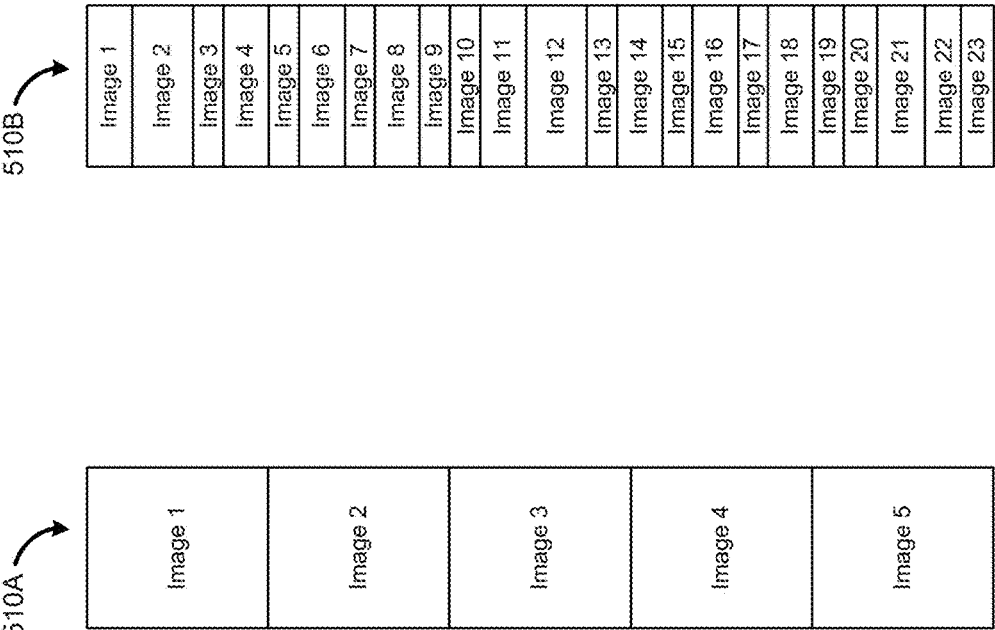 510A
Image 1
Image 2
Image 3
Image 4
Image 5
510B
Image 1
Image 2
Image 3
Image 4
Image 5
Image 6
Image 7
Image 8
Image 9
Image 10
Image 11
Image 12
Image 13
Image 14
Image 15
Image 16
Image 17
Image 18
Image 19
Image 20
Image 21
Image 22
Image 23